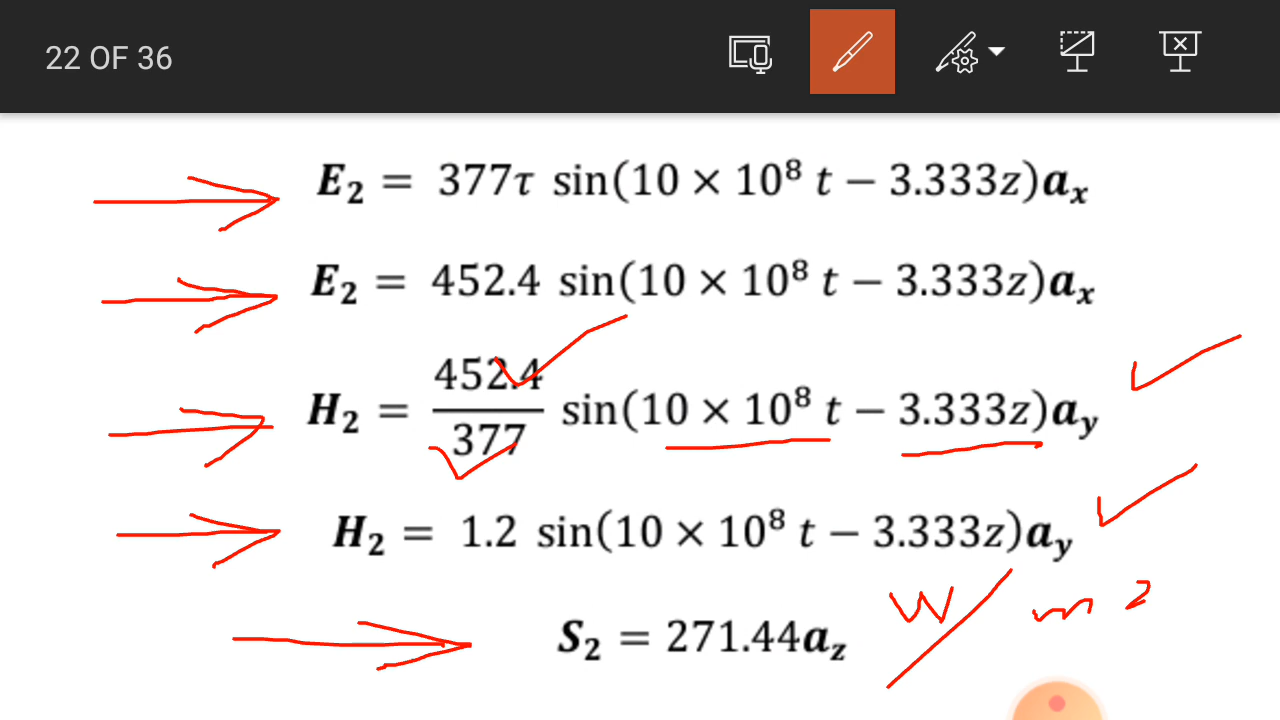 22 OF 36
E₂ = 377τ sin(10 × 10⁸ t − 3.333z)aₓ
E₂ = 452.4 sin(10 × 10⁸ t − 3.333z)aₓ
H₂ = 452.4/377 sin(10 × 10⁸ t − 3.333z)a_y
H₂ = 1.2 sin(10 × 10⁸ t − 3.333z)a_y
S₂ = 271.44a_z W/m²